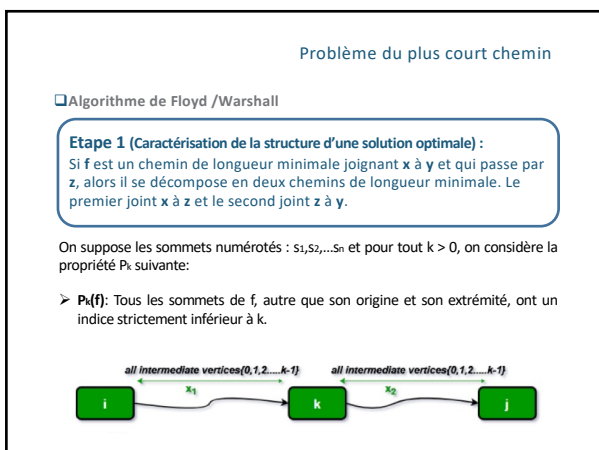 Problème du plus court chemin
❑Algorithme de Floyd /Warshall
Etape 1 (Caractérisation de la structure d'une solution optimale) :
Si f est un chemin de longueur minimale joignant x à y et qui passe par
z, alors il se décompose en deux chemins de longueur minimale. Le
premier joint x à z et le second joint z à y.
On suppose les sommets numérotés : s1,s2,...sn et pour tout k > 0, on considère la
propriété Pk suivante:
➢ Pk(f): Tous les sommets de f, autre que son origine et son extrémité, ont un
indice strictement inférieur à k.
all intermediate vertices{0,1,2.....k-1} all intermediate vertices{0,1,2.....k-1}
x1 x2
i k j